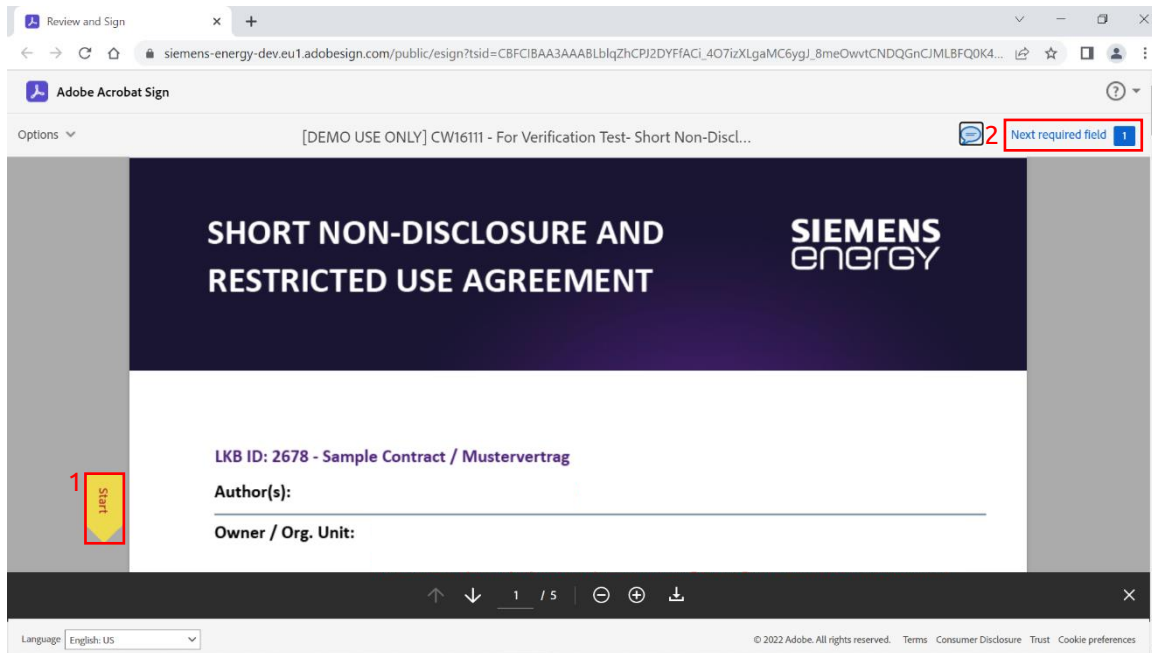 Review and Sign
siemens-energy-dev.eu1.adobesign.com/public/esign?tsid=CBFCIBAA3AAABLblqZhCPJ2DYFfACi_4O7izXLgaMC6ygJ_8meOwvtCNDQGnCJMLBFQ0K4...
Adobe Acrobat Sign
Options
[DEMO USE ONLY] CW16111 - For Verification Test- Short Non-Discl...
2
Next required field 1
SHORT NON-DISCLOSURE AND
RESTRICTED USE AGREEMENT
SIEMENS
energy
LKB ID: 2678 - Sample Contract / Mustervertrag
1
Start
Author(s):
Owner / Org. Unit:
1 / 5
Language English: US
© 2022 Adobe. All rights reserved. Terms Consumer Disclosure Trust Cookie preferences